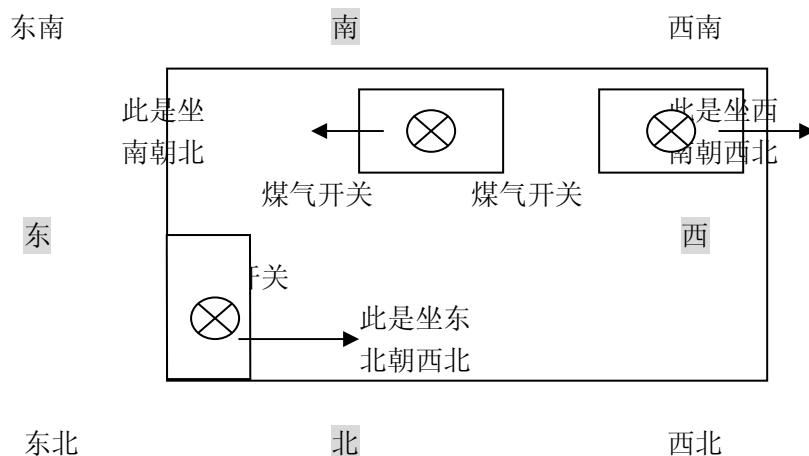 东南 南 西南
此是坐
南朝北
此是坐西
南朝西北
煤气开关 煤气开关
东 西
开关
此是坐东
北朝西北
东北 北 西北